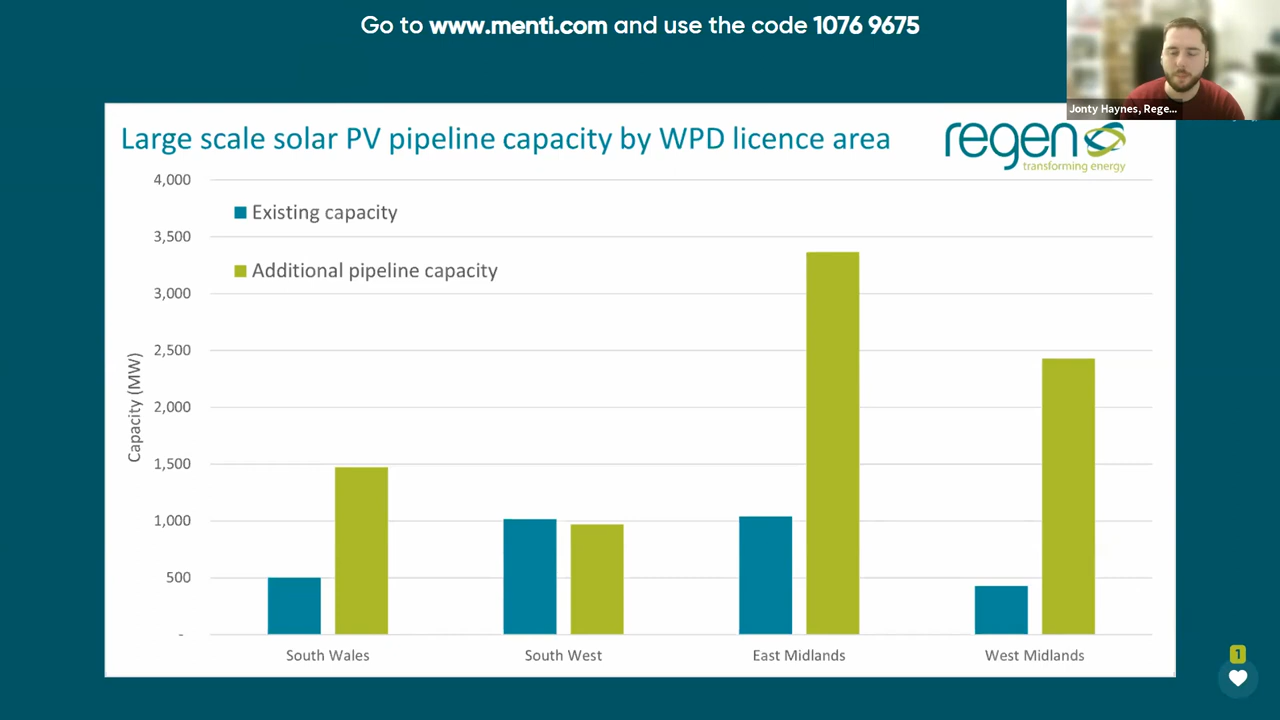 Go to www.menti.com and use the code 1076 9675
Jonty Haynes, Rege...
Large scale solar PV pipeline capacity by WPD licence area
regen
transforming energy
4,000
3,500
3,000
2,500
2,000
1,500
1,000
500
-
Capacity (MW)
Existing capacity
Additional pipeline capacity
South Wales
South West
East Midlands
West Midlands
1